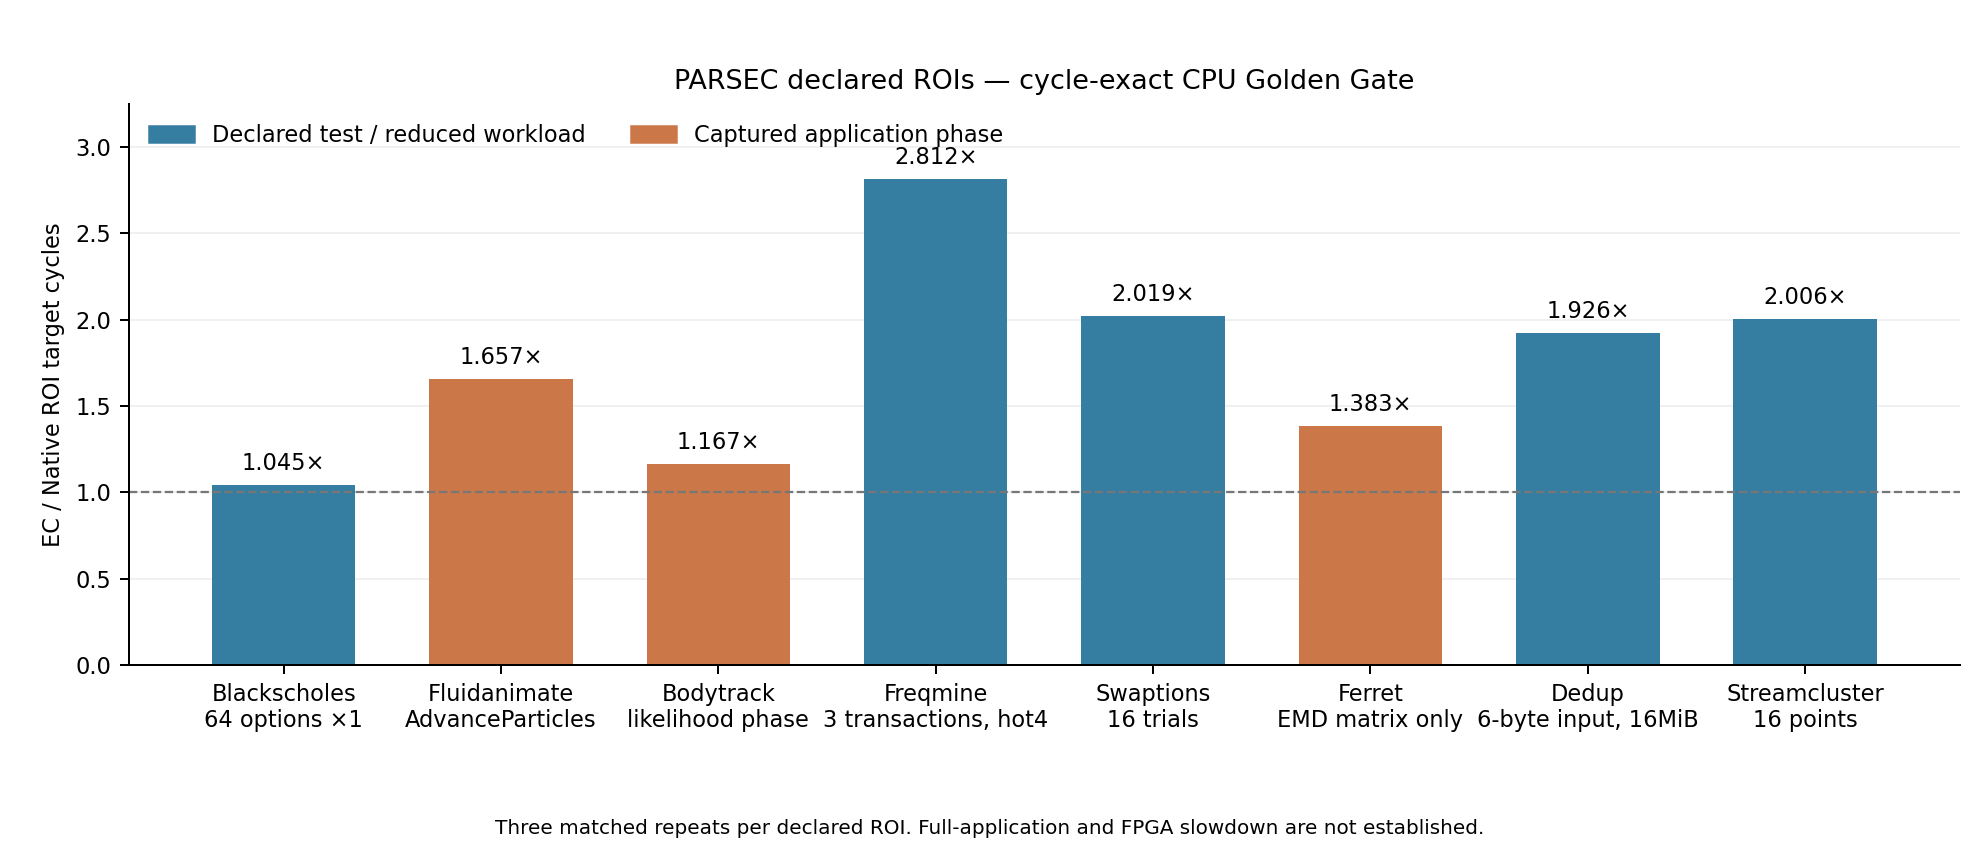 PARSEC declared ROIs — cycle-exact CPU Golden Gate
Declared test / reduced workload
Captured application phase
EC / Native ROI target cycles
3.0
2.5
2.0
1.5
1.0
0.5
0.0
1.045×
1.657×
1.167×
2.812×
2.019×
1.383×
1.926×
2.006×
Blackscholes
64 options ×1
Fluidanimate
AdvanceParticles
Bodytrack
likelihood phase
Freqmine
3 transactions, hot4
Swaptions
16 trials
Ferret
EMD matrix only
Dedup
6-byte input, 16MiB
Streamcluster
16 points
Three matched repeats per declared ROI. Full-application and FPGA slowdown are not established.